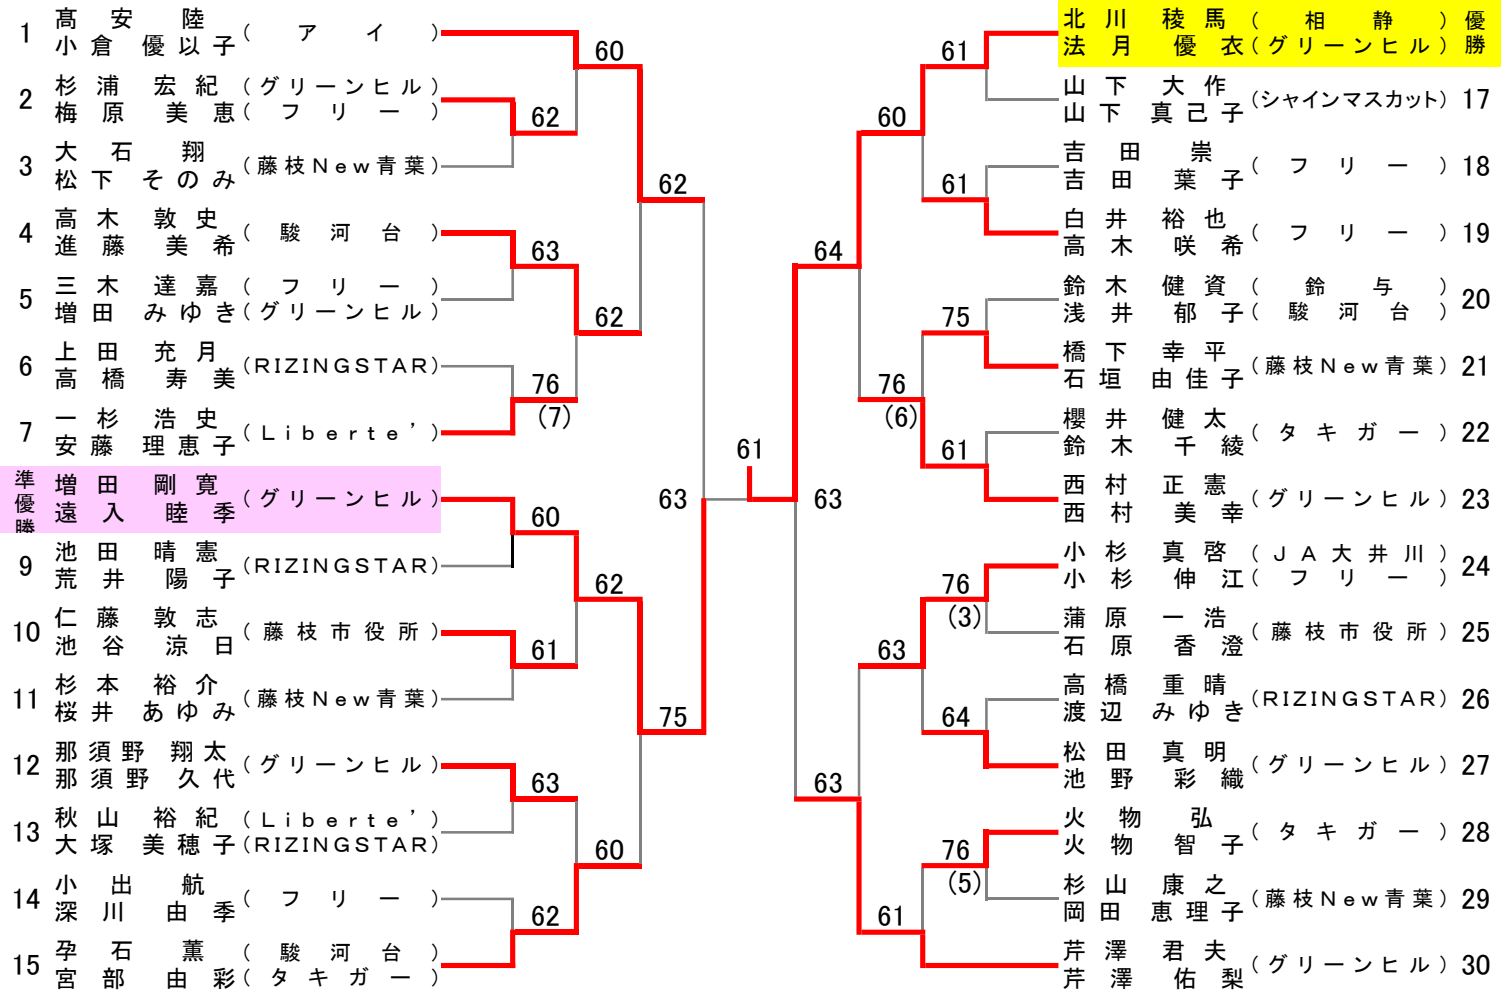 1 髙安 陸 (アイ)
小倉 優以子
2 杉浦 宏紀 (グリーンヒル)
梅原 美恵 (フリー)
3 大石 翔 (藤枝New青葉)
松下 そのみ
4 高木 敦史 (駿河台)
進藤 美希
5 三木 達嘉 (フリー)
増田 みゆき (グリーンヒル)
6 上田 充月 (RIZINGSTAR)
高橋 寿美
7 一杉 浩史 (Liberte’)
安藤 理恵子
準優勝 増田 剛寛 (グリーンヒル)
遠入 睦季
9 池田 晴憲 (RIZINGSTAR)
荒井 陽子
10 仁藤 敦志 (藤枝市役所)
池谷 涼日
11 杉本 裕介 (藤枝New青葉)
桜井 あゆみ
12 那須野 翔太 (グリーンヒル)
那須野 久代
13 秋山 裕紀 (Liberte’)
大塚 美穂子 (RIZINGSTAR)
14 小出 航 (フリー)
深川 由季
15 孕石 薫 (駿河台)
宮部 由彩 (タキガー)
62
63
76
(7)
60
61
63
62
60
62
62
60
62
75
63
61
63
64
63
60
76
(6)
63
61
61
61
75
61
76
(3)
64
76
(5)
北川 稜馬 (相静) 優勝
法月 優衣 (グリーンヒル)
山下 大作 (シャインマスカット) 17
山下 真己子
吉田 崇 (フリー) 18
吉田 葉子
白井 裕也 (フリー) 19
高木 咲希
鈴木 健資 (鈴与) 20
浅井 郁子 (駿河台)
橋下 幸平 (藤枝New青葉) 21
石垣 由佳子
櫻井 健太 (タキガー) 22
鈴木 千綾
西村 正憲 (グリーンヒル) 23
西村 美幸
小杉 真啓 (JA大井川) 24
小杉 伸江 (フリー)
蒲原 一浩 (藤枝市役所) 25
石原 香澄
高橋 重晴 (RIZINGSTAR) 26
渡辺 みゆき
松田 真明 (グリーンヒル) 27
池野 彩織
火物 弘 (タキガー) 28
火物 智子
杉山 康之 (藤枝New青葉) 29
岡田 恵理子
芹澤 君夫 (グリーンヒル) 30
芹澤 佑梨